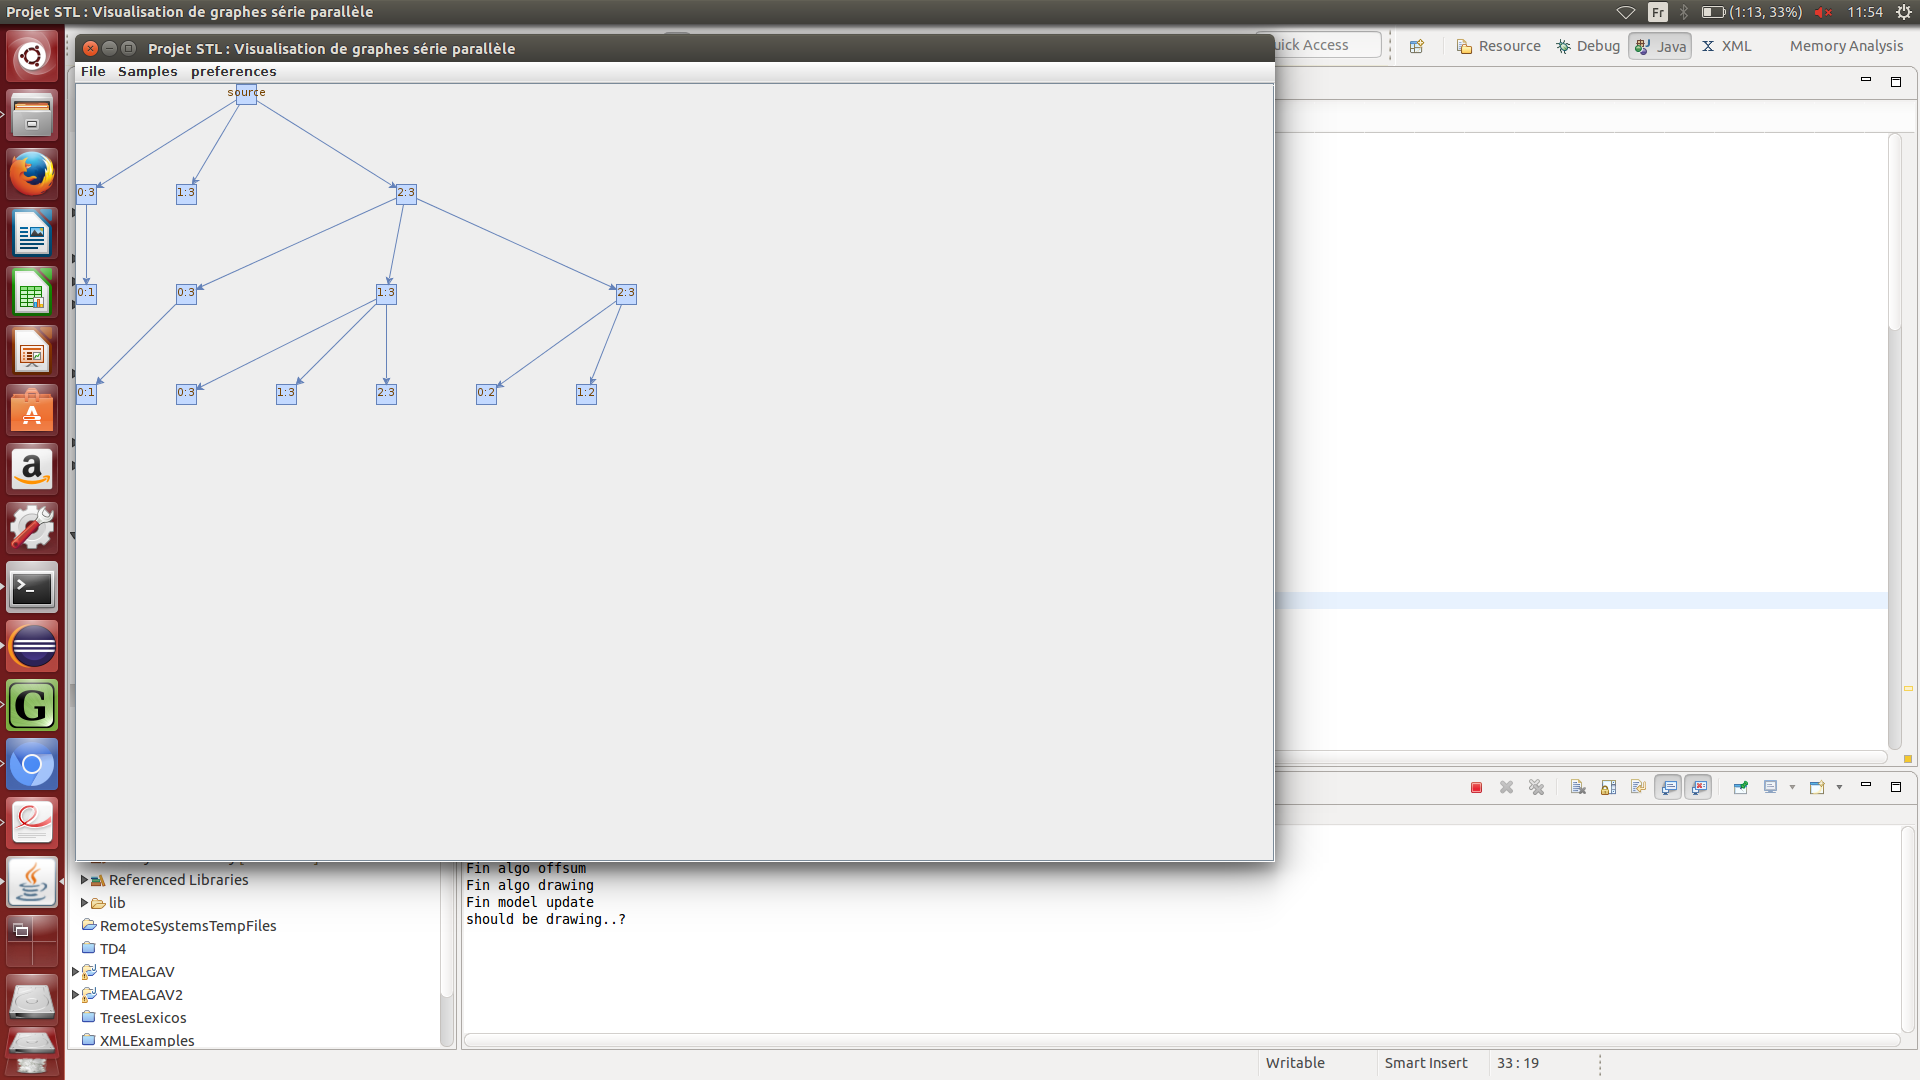 Projet STL : Visualisation de graphes série parallèle
Fr
(1:13, 33%)
11:54
Projet STL : Visualisation de graphes série parallèle
File Samples preferences
Quick Access
Resource
Debug
Java
XML
Memory Analysis
source
0:3
1:3
2:3
0:1
0:3
1:3
2:3
0:1
0:3
1:3
2:3
0:2
1:2
Referenced Libraries
lib
RemoteSystemsTempFiles
TD4
TMEALGAV
TMEALGAV2
TreesLexicos
XMLExamples
Fin algo offsum
Fin algo drawing
Fin model update
should be drawing..?
Writable
Smart Insert
33 : 19